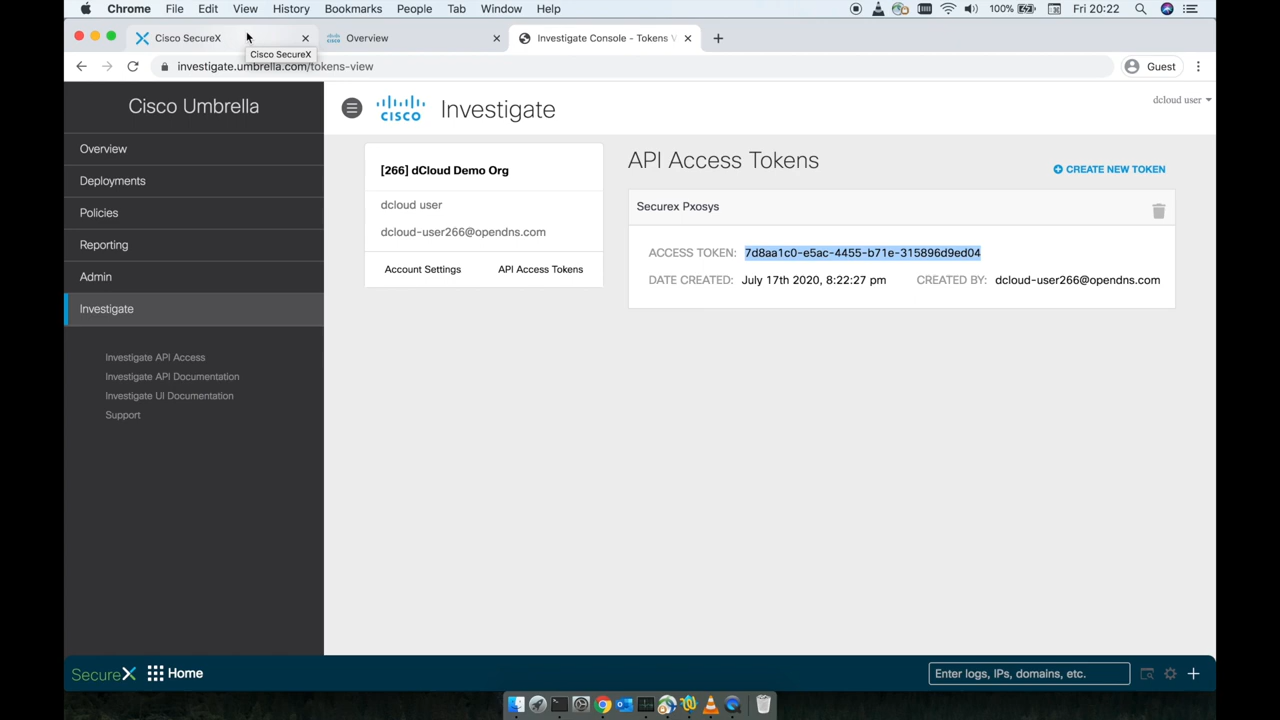 Chrome File Edit View History Bookmarks People Tab Window Help 100% Fri 20:22
Cisco SecureX Overview Investigate Console - Tokens V
Cisco SecureX
investigate.umbrella.com/tokens-view Guest
Cisco Umbrella
Overview
Deployments
Policies
Reporting
Admin
Investigate
Investigate API Access
Investigate API Documentation
Investigate UI Documentation
Support
CISCO Investigate
dcloud user
[266] dCloud Demo Org
dcloud user
dcloud-user266@opendns.com
Account Settings API Access Tokens
API Access Tokens
CREATE NEW TOKEN
Securex Pxosys
ACCESS TOKEN: 7d8aa1c0-e5ac-4455-b71e-315896d9ed04
DATE CREATED: July 17th 2020, 8:22:27 pm CREATED BY: dcloud-user266@opendns.com
SecureX Home Enter logs, IPs, domains, etc.